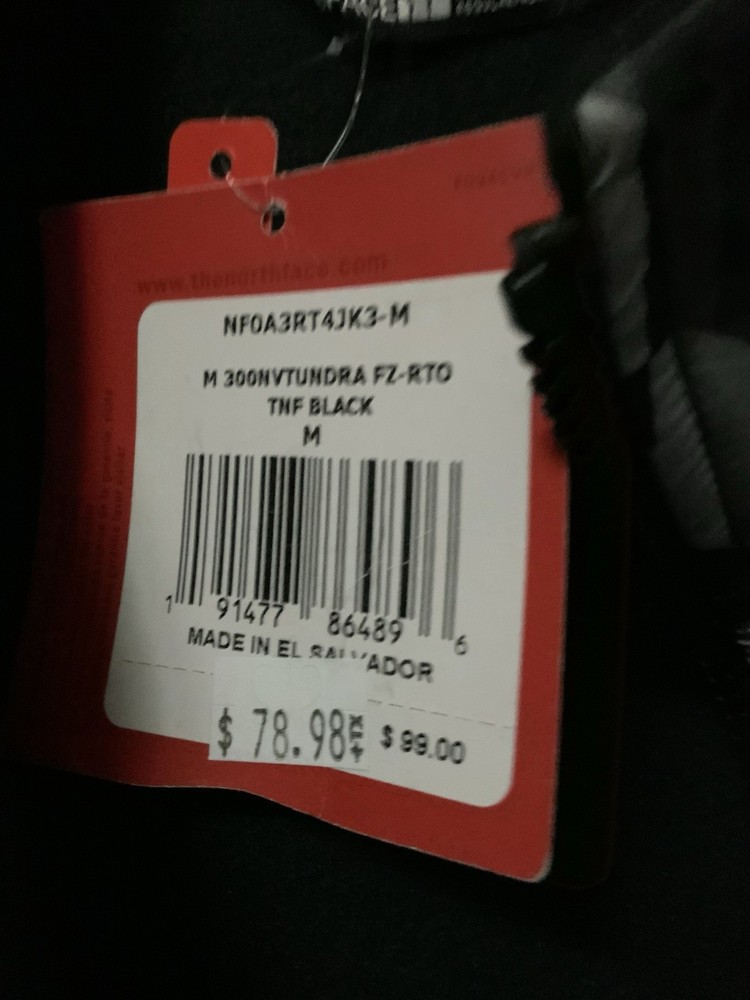 FACE
www.thenorthface.com
NF0A3RT4JK3-M
M 300NVTUNDRA FZ-RTO
TNF BLACK
M
1 91477 86489 6
MADE IN EL SALVADOR
$ 78.98 $ 99.00